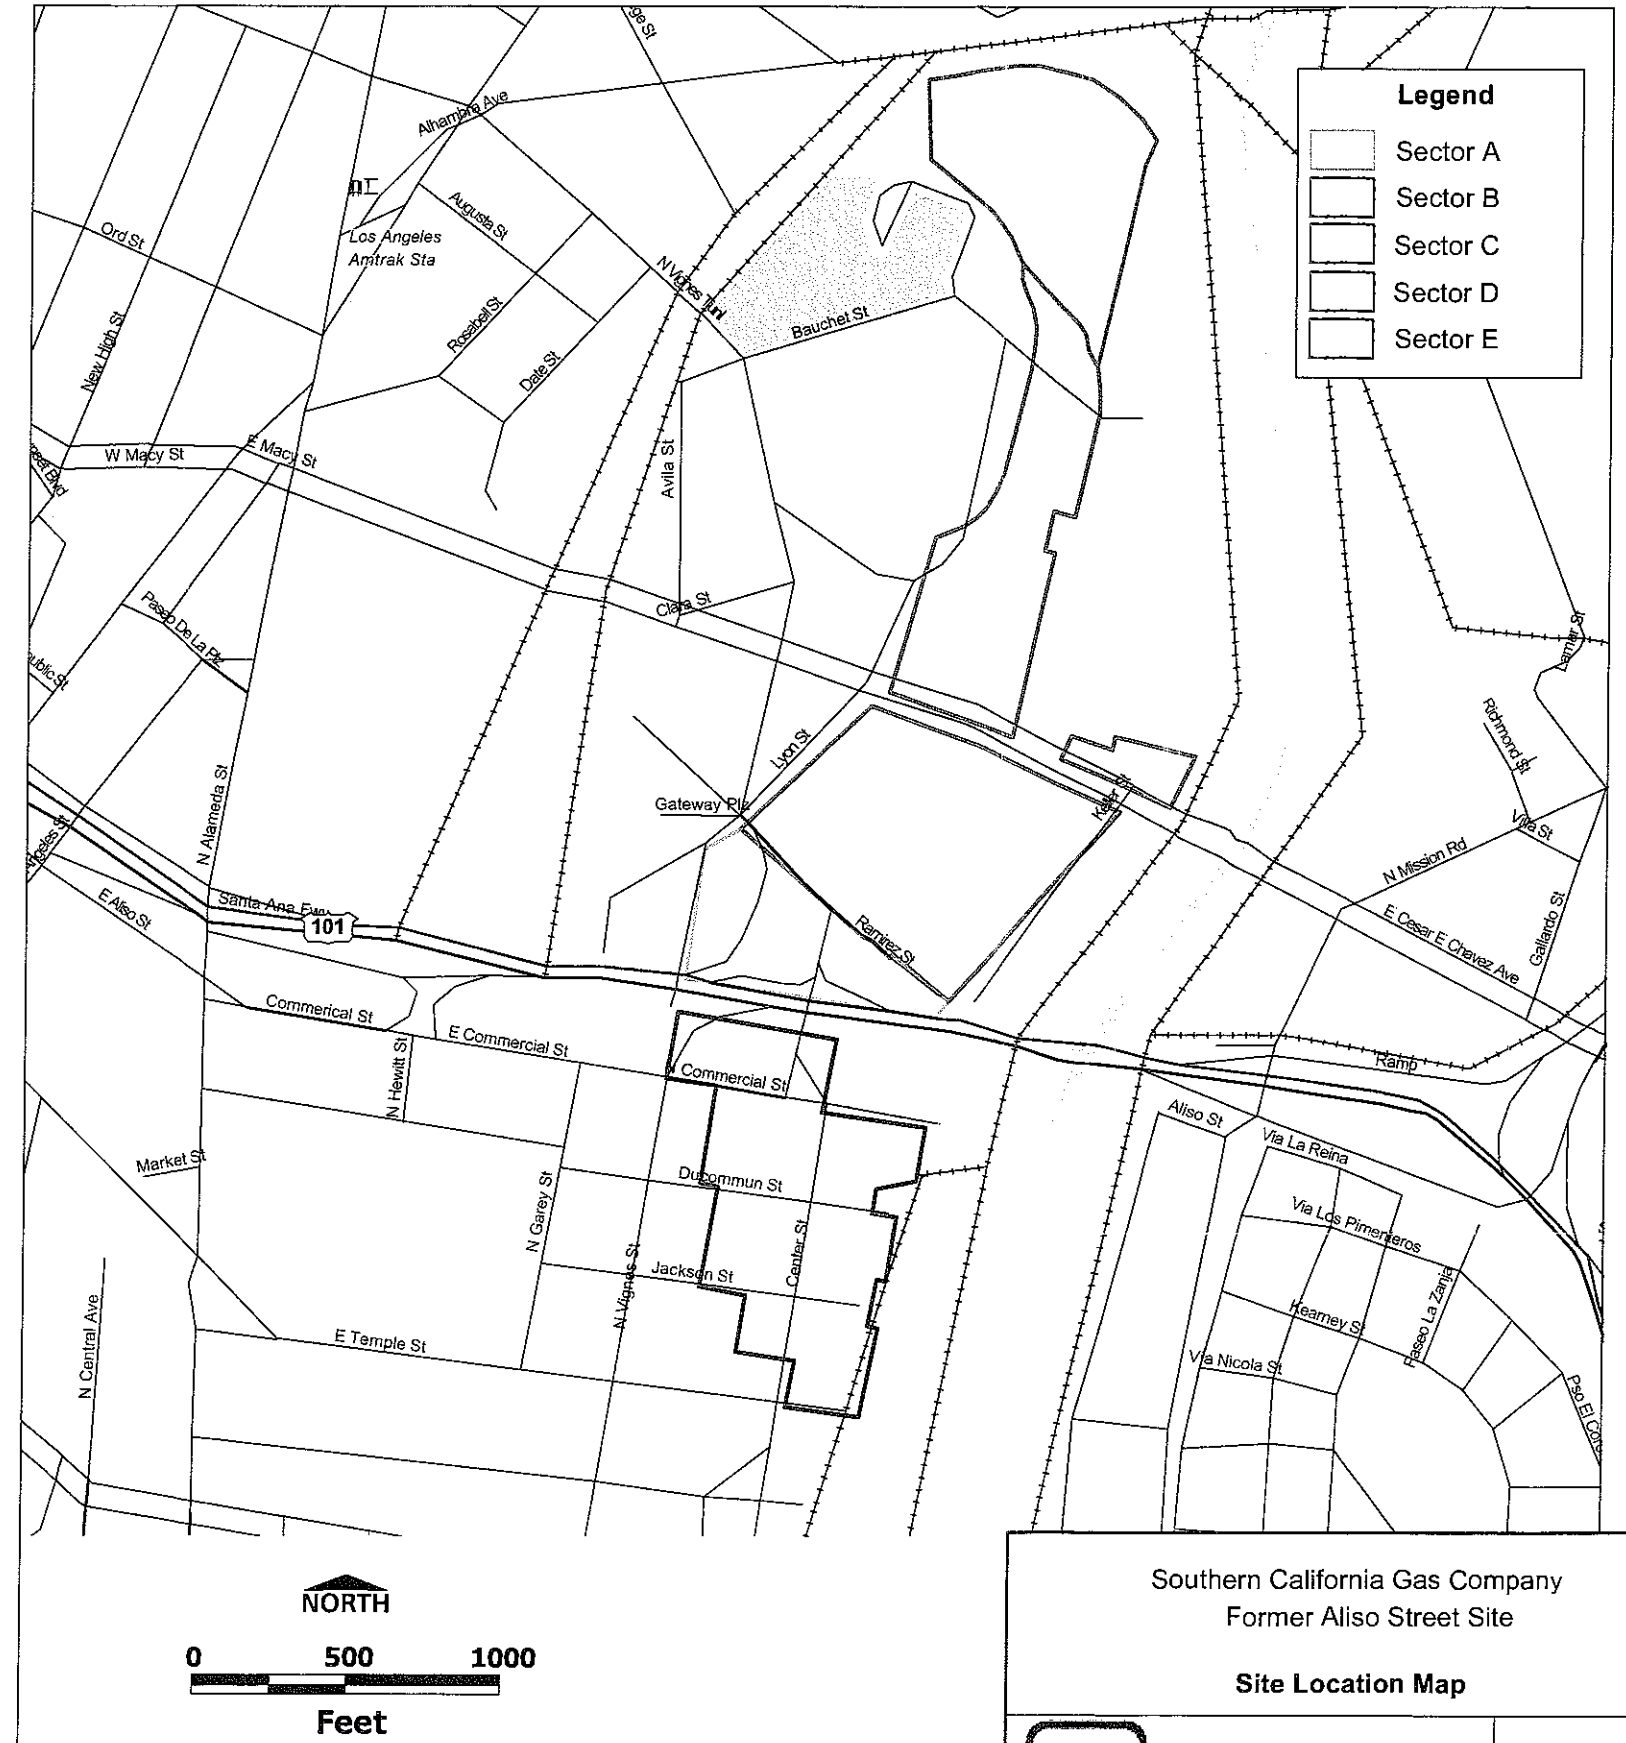 Legend
Sector A
Sector B
Sector C
Sector D
Sector E
Alhambra Ave
Augusta St
Ord St
Los Angeles
Amtrak Sta
N Vignes Tunl
Bauchet St
Rosabell St
Date St
New High St
W Macy St
E Macy St
Avila St
Clara St
Paseo De La Plz
Lamar St
Richmond St
Lyon St
Gateway Plz
Keller St
Villa St
N Mission Rd
N Alameda St
E Cesar E Chavez Ave
Gallardo St
E Aliso St
Santa Ana Fwy
101
Ramirez St
Commerical St
E Commercial St
Commercial St
N Hewitt St
Ramp
Aliso St
Via La Reina
Market St
Ducommun St
Via Los Pimenteros
N Garey St
Center St
Jackson St
N Vignes St
Kearney St
Paseo La Zanja
E Temple St
Via Nicola St
N Central Ave
NORTH
0 500 1000
Feet
Southern California Gas Company
Former Aliso Street Site
Site Location Map